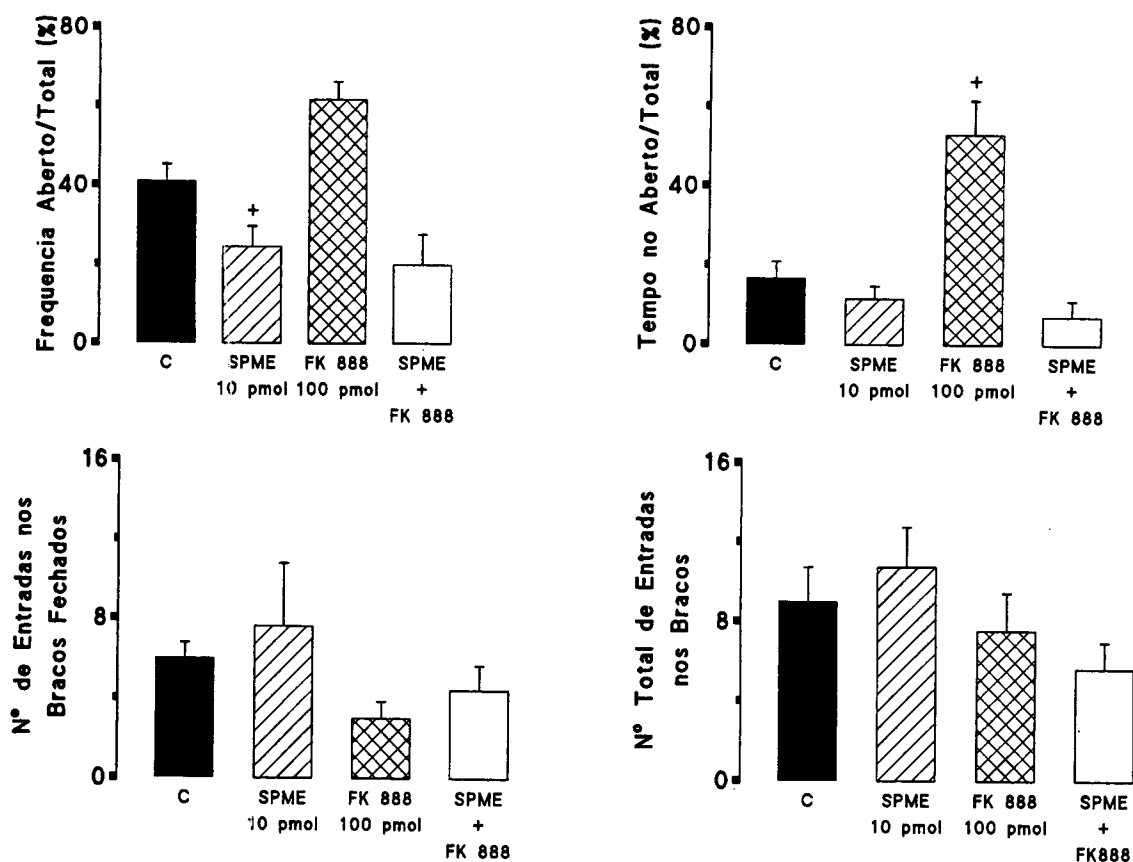 Frequencia Aberto/Total (%)
80
40
0
+
C
SPME
10 pmol
FK 888
100 pmol
SPME
+
FK 888
Tempo no Aberto/Total (%)
80
40
0
+
C
SPME
10 pmol
FK 888
100 pmol
SPME
+
FK 888
Nº de Entradas nos
Bracos Fechados
16
8
0
C
SPME
10 pmol
FK 888
100 pmol
SPME
+
FK 888
Nº Total de Entradas
nos Bracos
16
8
0
C
SPME
10 pmol
FK 888
100 pmol
SPME
+
FK888